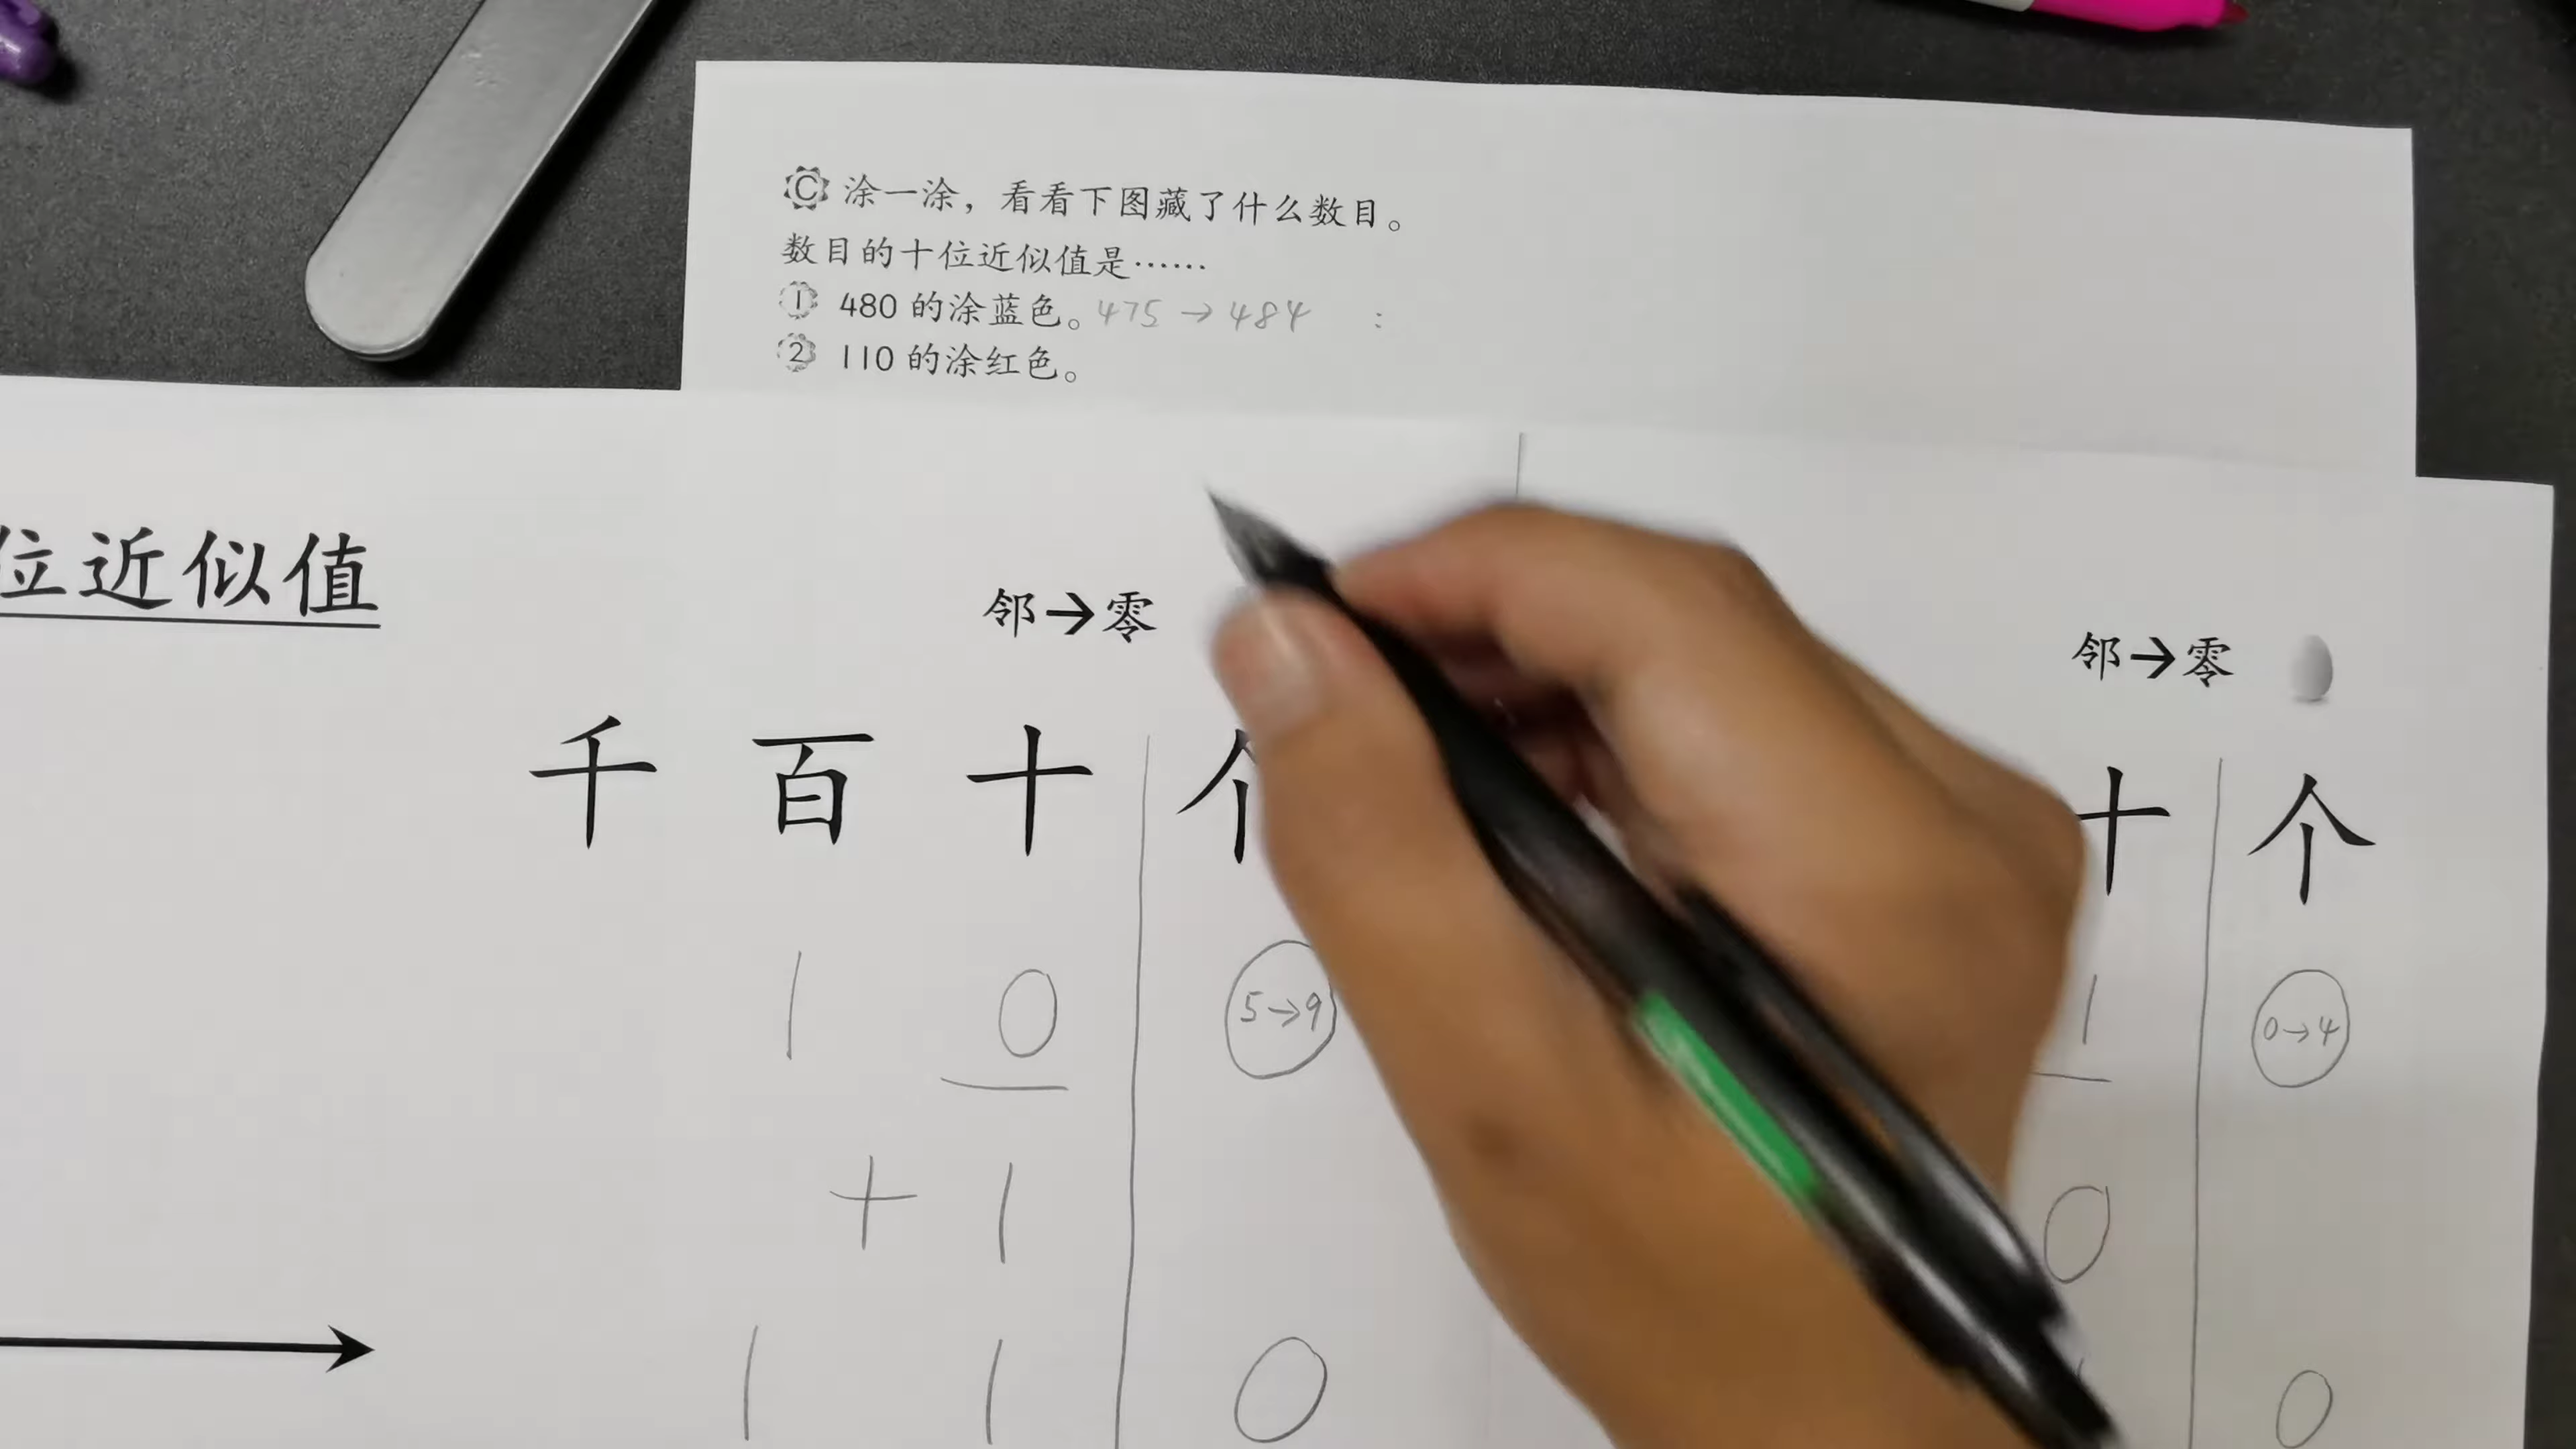 C 涂一涂，看看下图藏了什么数目。
数目的十位近似值是……
1 480 的涂蓝色。475 → 484 :
2 110 的涂红色。
位近似值
邻→零
千 百 十 个
1 0 5→9
+ 1
1 1 0
邻→零
十 个
1 0→4
0
0